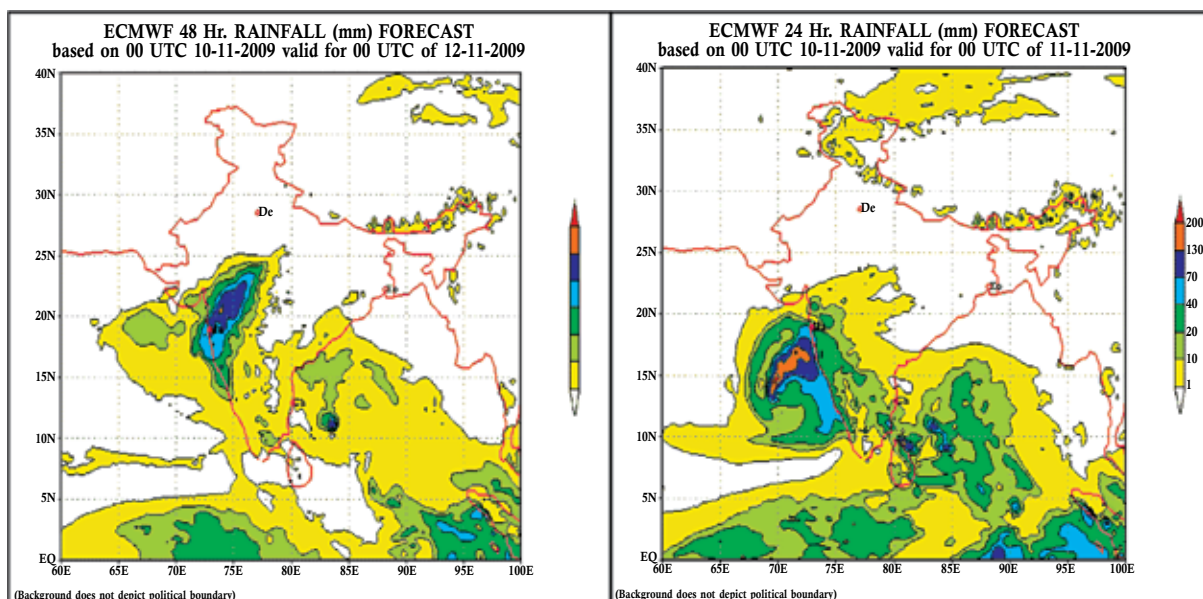 ECMWF 48 Hr. RAINFALL (mm) FORECAST
based on 00 UTC 10-11-2009 valid for 00 UTC of 12-11-2009
40N
35N
30N
25N
20N
15N
10N
5N
EQ
60E 65E 70E 75E 80E 85E 90E 95E 100E
De
(Background does not depict political boundary)
ECMWF 24 Hr. RAINFALL (mm) FORECAST
based on 00 UTC 10-11-2009 valid for 00 UTC of 11-11-2009
40N
35N
30N
25N
20N
15N
10N
5N
EQ
60E 65E 70E 75E 80E 85E 90E 95E 100E
De
200
130
70
40
20
10
1
(Background does not depict political boundary)